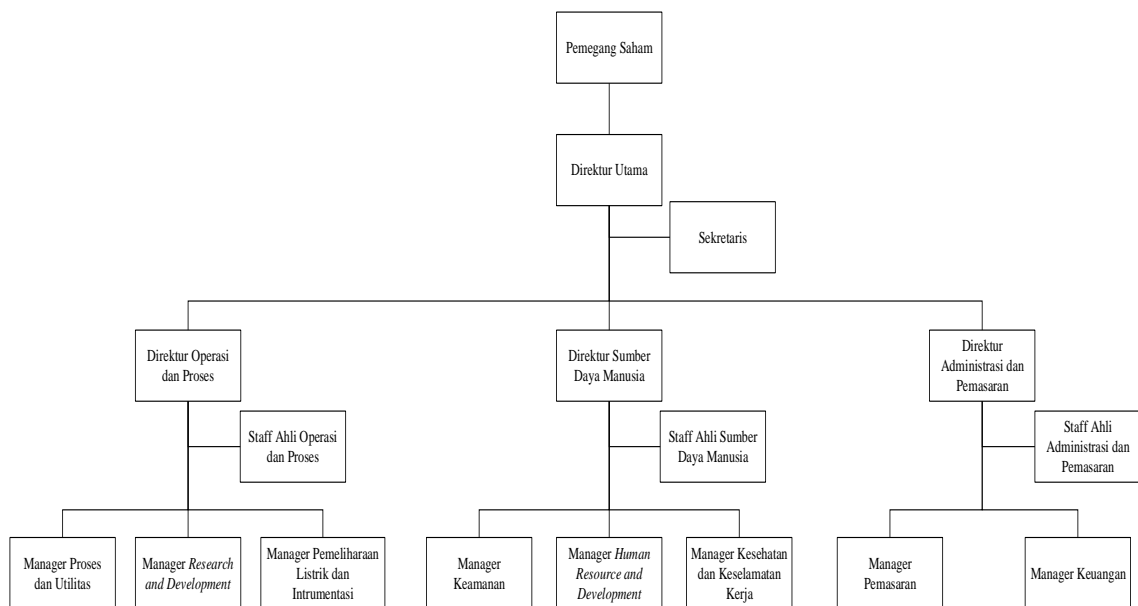 Pemegang Saham
Direktur Utama
Sekretaris
Direktur Operasi
dan Proses
Direktur Sumber
Daya Manusia
Direktur
Administrasi dan
Pemasaran
Staff Ahli Operasi
dan Proses
Staff Ahli Sumber
Daya Manusia
Staff Ahli
Administrasi dan
Pemasaran
Manager Proses
dan Utilitas
Manager Research
and Development
Manager Pemeliharaan
Listrik dan
Intrumentasi
Manager
Keamanan
Manager Human
Resource and
Development
Manager Kesehatan
dan Keselamatan
Kerja
Manager
Pemasaran
Manager Keuangan